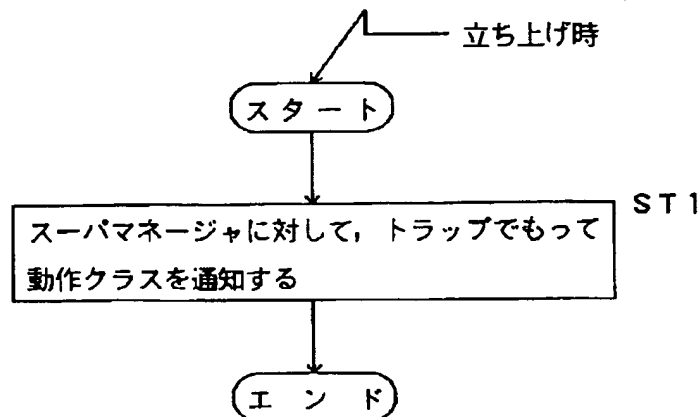 立ち上げ時
スタート
ST1
スーパマネージャに対して，トラップでもって
動作クラスを通知する
エンド